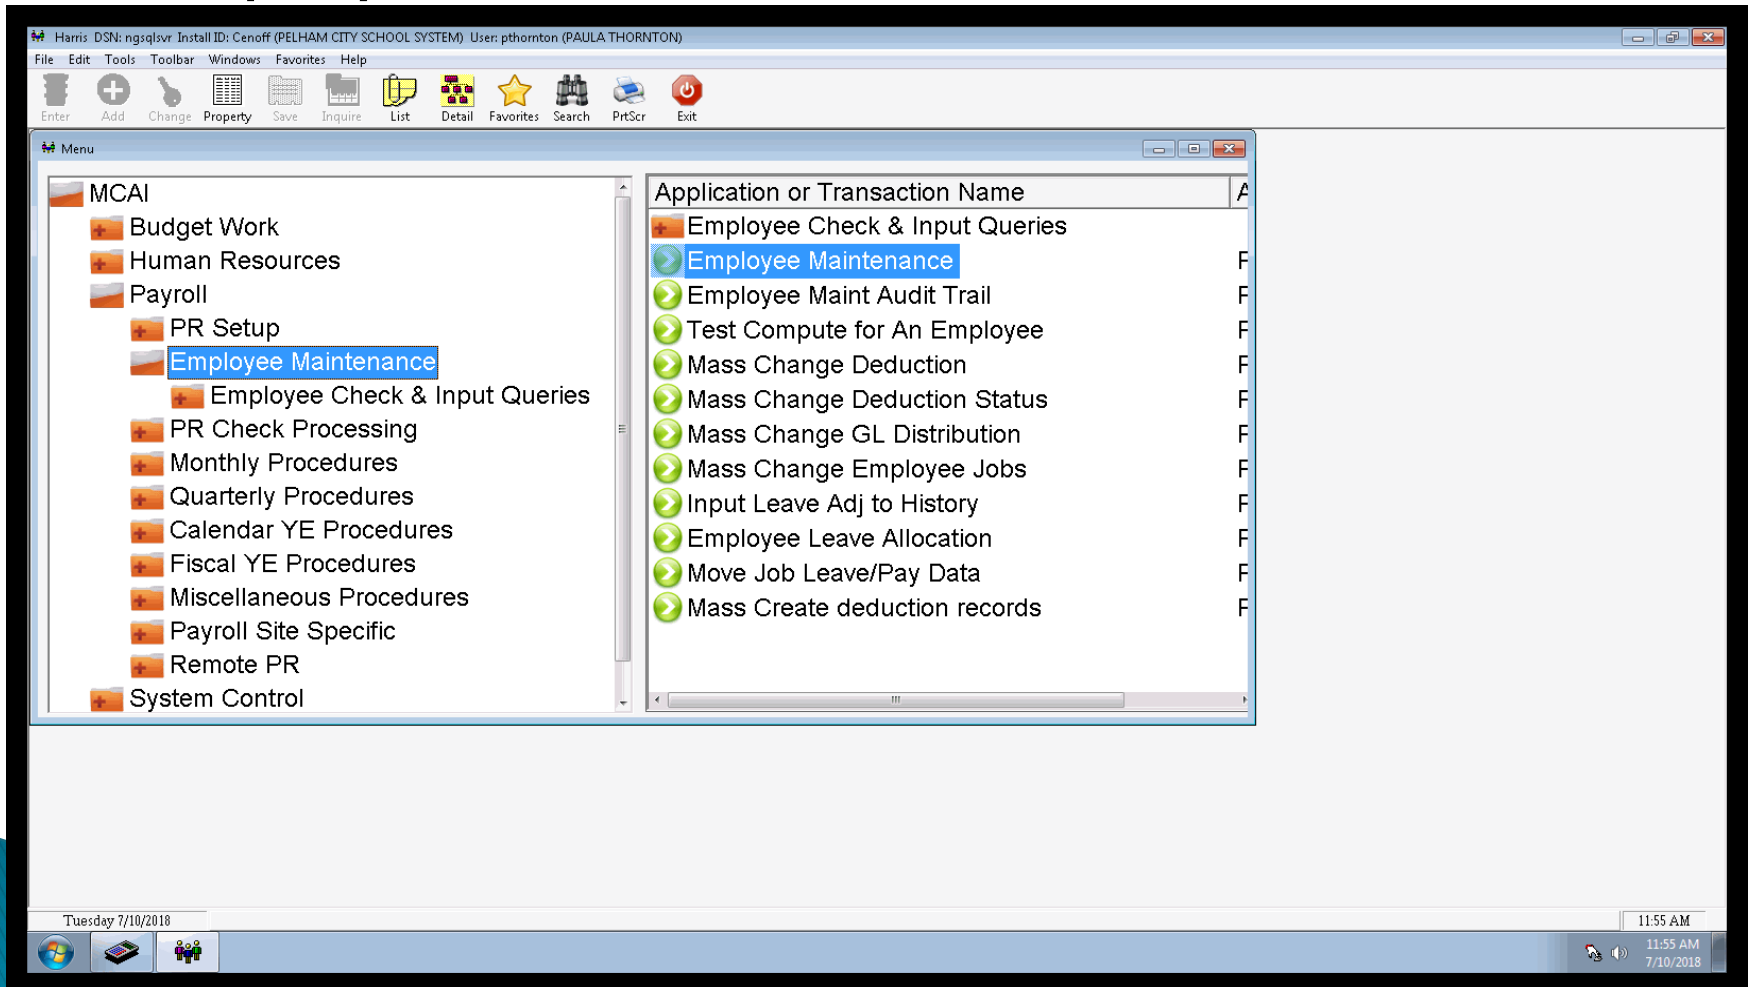 Harris DSN: ngsqlsvr Install ID: Cenoff (PELHAM CITY SCHOOL SYSTEM) User: pthornton (PAULA THORNTON)
File Edit Tools Toolbar Windows Favorites Help
Enter Add Change Property Save Inquire List Detail Favorites Search PrtScr Exit
Menu
MCAI
Budget Work
Human Resources
Payroll
PR Setup
Employee Maintenance
Employee Check & Input Queries
PR Check Processing
Monthly Procedures
Quarterly Procedures
Calendar YE Procedures
Fiscal YE Procedures
Miscellaneous Procedures
Payroll Site Specific
Remote PR
System Control
Application or Transaction Name
Employee Check & Input Queries
Employee Maintenance
Employee Maint Audit Trail
Test Compute for An Employee
Mass Change Deduction
Mass Change Deduction Status
Mass Change GL Distribution
Mass Change Employee Jobs
Input Leave Adj to History
Employee Leave Allocation
Move Job Leave/Pay Data
Mass Create deduction records
Tuesday 7/10/2018
11:55 AM
11:55 AM
7/10/2018